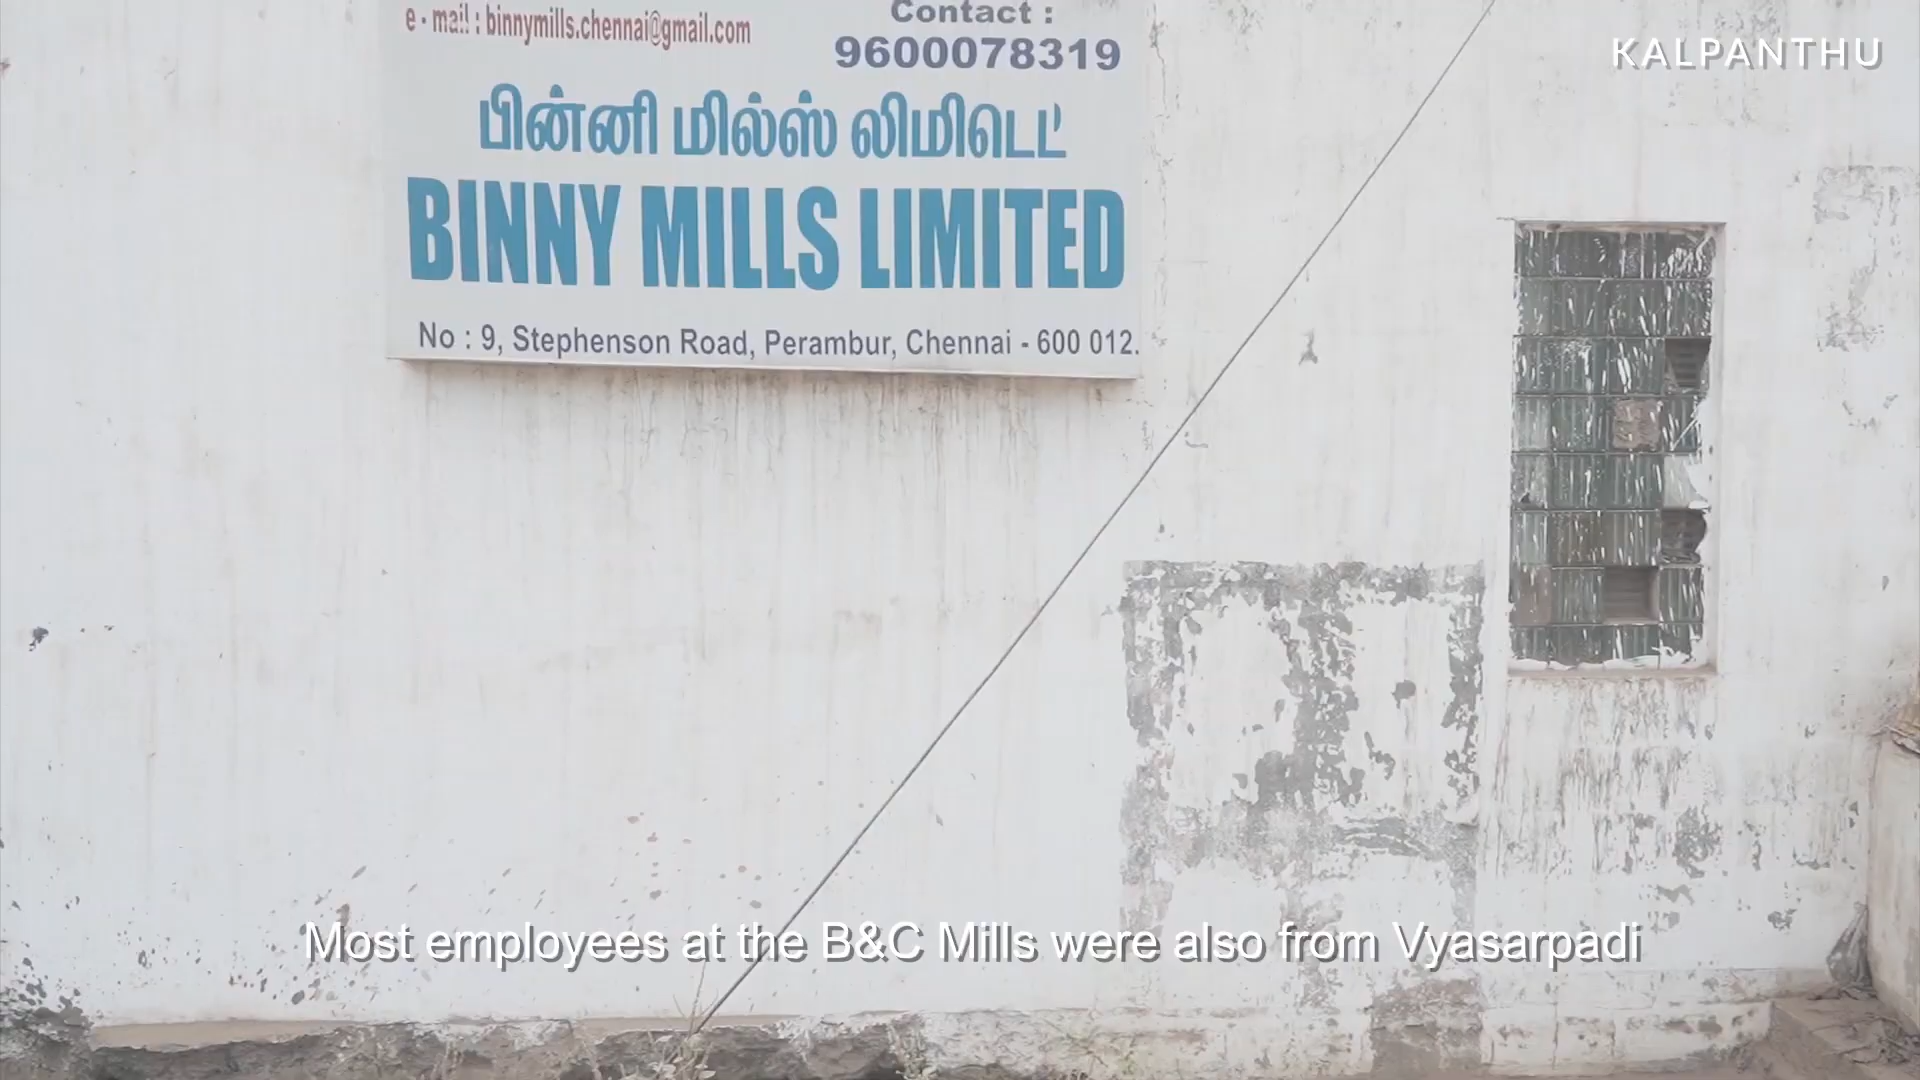 e - mail : binnymills.chennai@gmail.com
Contact :
9600078319
KALPANTHU
பின்னி மில்ஸ் லிமிடெட்
BINNY MILLS LIMITED
No : 9, Stephenson Road, Perambur, Chennai - 600 012.
Most employees at the B&C Mills were also from Vyasarpadi